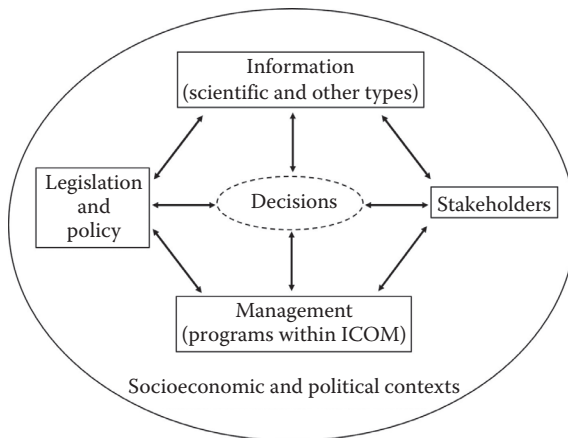 Information
(scientific and other types)
Legislation
and
policy
Decisions
Stakeholders
Management
(programs within ICOM)
Socioeconomic and political contexts